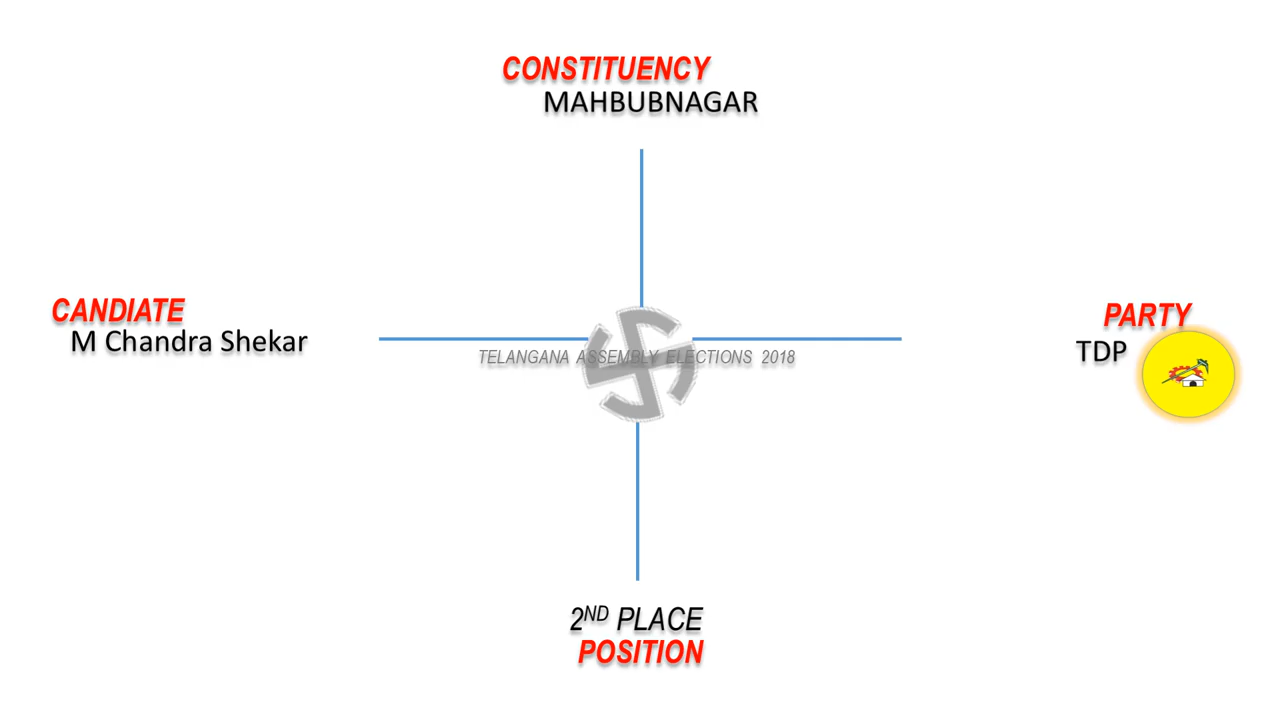 CONSTITUENCY
MAHBUBNAGAR
CANDIATE
M Chandra Shekar
PARTY
TDP
TELANGANA ASSEMBLY ELECTIONS 2018
2ND PLACE
POSITION